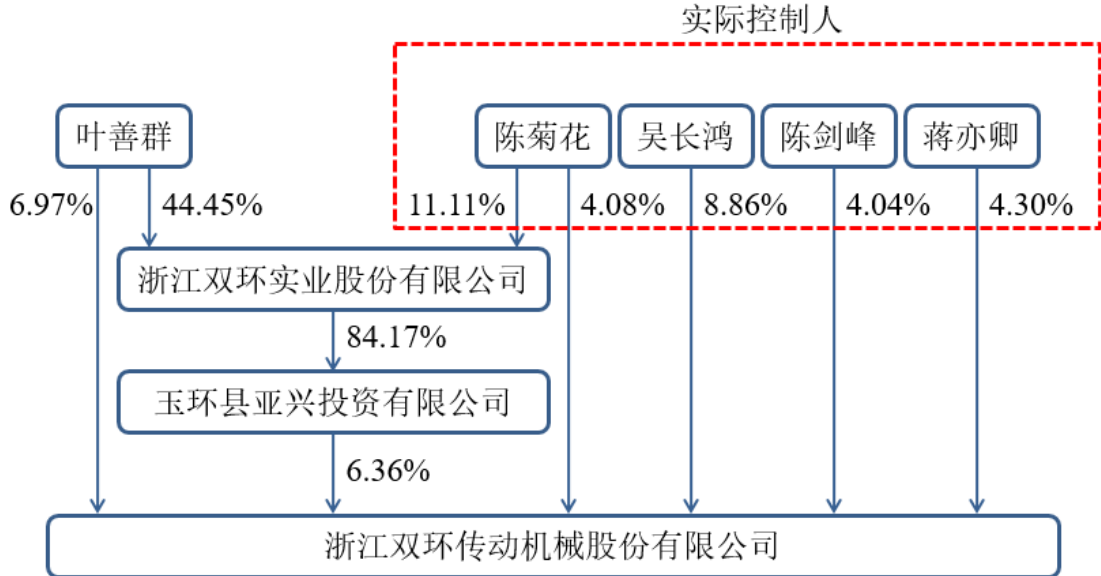 实际控制人
叶善群
陈菊花
吴长鸿
陈剑峰
蒋亦卿
6.97%
44.45%
11.11%
4.08%
8.86%
4.04%
4.30%
浙江双环实业股份有限公司
84.17%
玉环县亚兴投资有限公司
6.36%
浙江双环传动机械股份有限公司